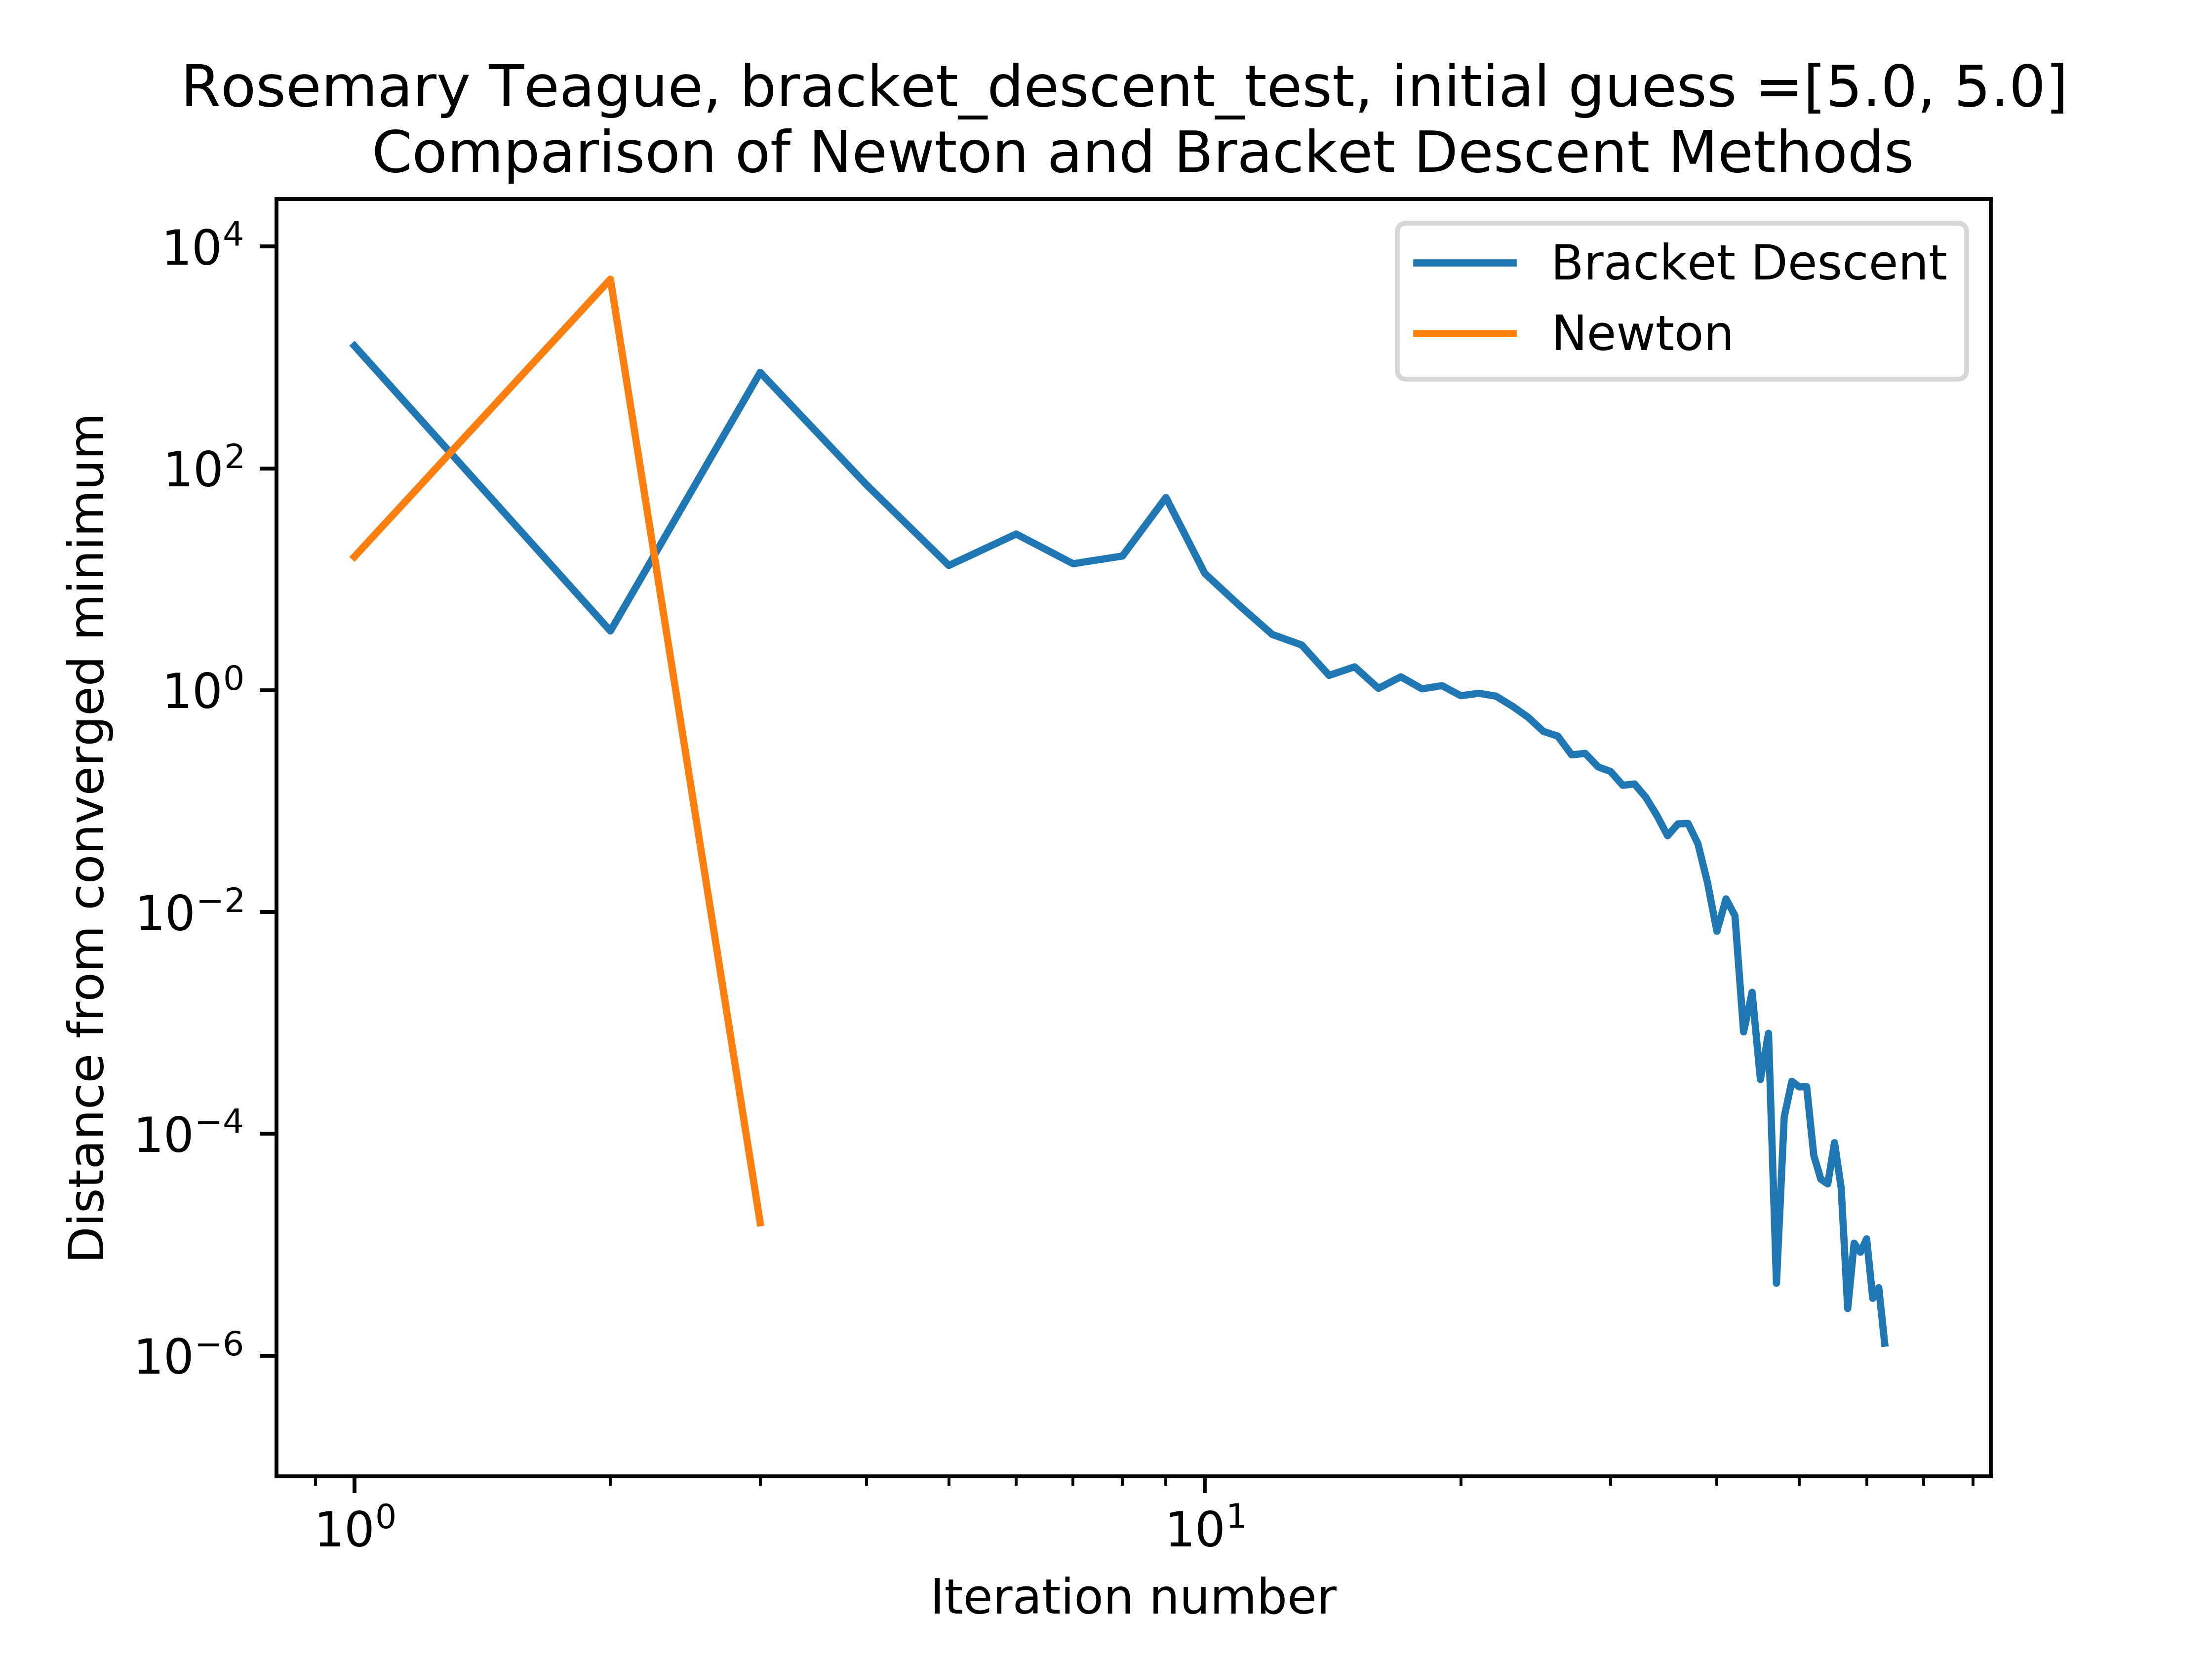 Rosemary Teague, bracket_descent_test, initial guess =[5.0, 5.0]
Comparison of Newton and Bracket Descent Methods
Bracket Descent
Newton
Distance from converged minimum
10⁴
10²
10⁰
10⁻²
10⁻⁴
10⁻⁶
10⁰
10¹
Iteration number